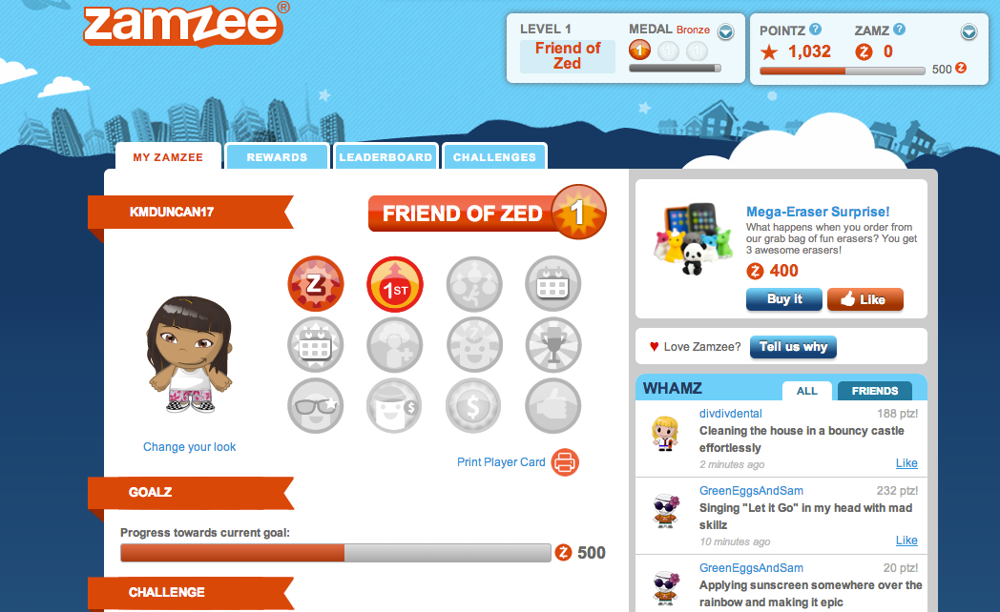 zamzee®
LEVEL 1
Friend of
Zed
MEDAL Bronze
1
POINTZ ?
1,032
ZAMZ ?
Z 0
500 Z
MY ZAMZEE
REWARDS
LEADERBOARD
CHALLENGES
KMDUNCAN17
FRIEND OF ZED 1
Z
1ST
$
$
Change your look
Print Player Card
GOALZ
Progress towards current goal:
Z 500
CHALLENGE
Mega-Eraser Surprise!
What happens when you order from
our grab bag of fun erasers? You get
3 awesome erasers!
Z 400
Buy it
Like
Love Zamzee?
Tell us why
WHAMZ
ALL
FRIENDS
divdivdental
188 ptz!
Cleaning the house in a bouncy castle
effortlessly
2 minutes ago
Like
GreenEggsAndSam
232 ptz!
Singing "Let it Go" in my head with mad
skillz
10 minutes ago
Like
GreenEggsAndSam
20 ptz!
Applying sunscreen somewhere over the
rainbow and making it epic